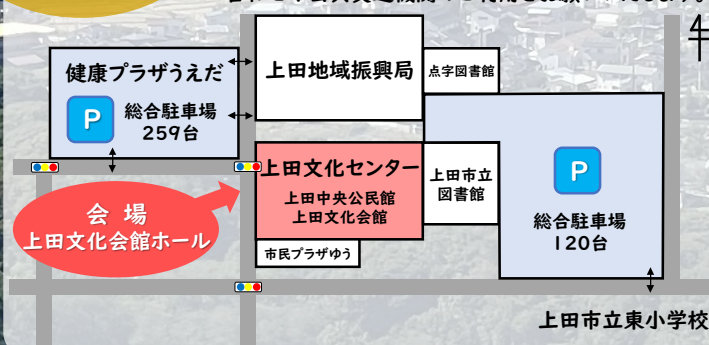 健康プラザうえだ
P
総合駐車場
259台
上田地域振興局
点字図書館
上田文化センター
上田中央公民館
上田文化会館
上田市立
図書館
P
総合駐車場
120台
会 場
上田文化会館ホール
市民プラザゆう
上田市立東小学校